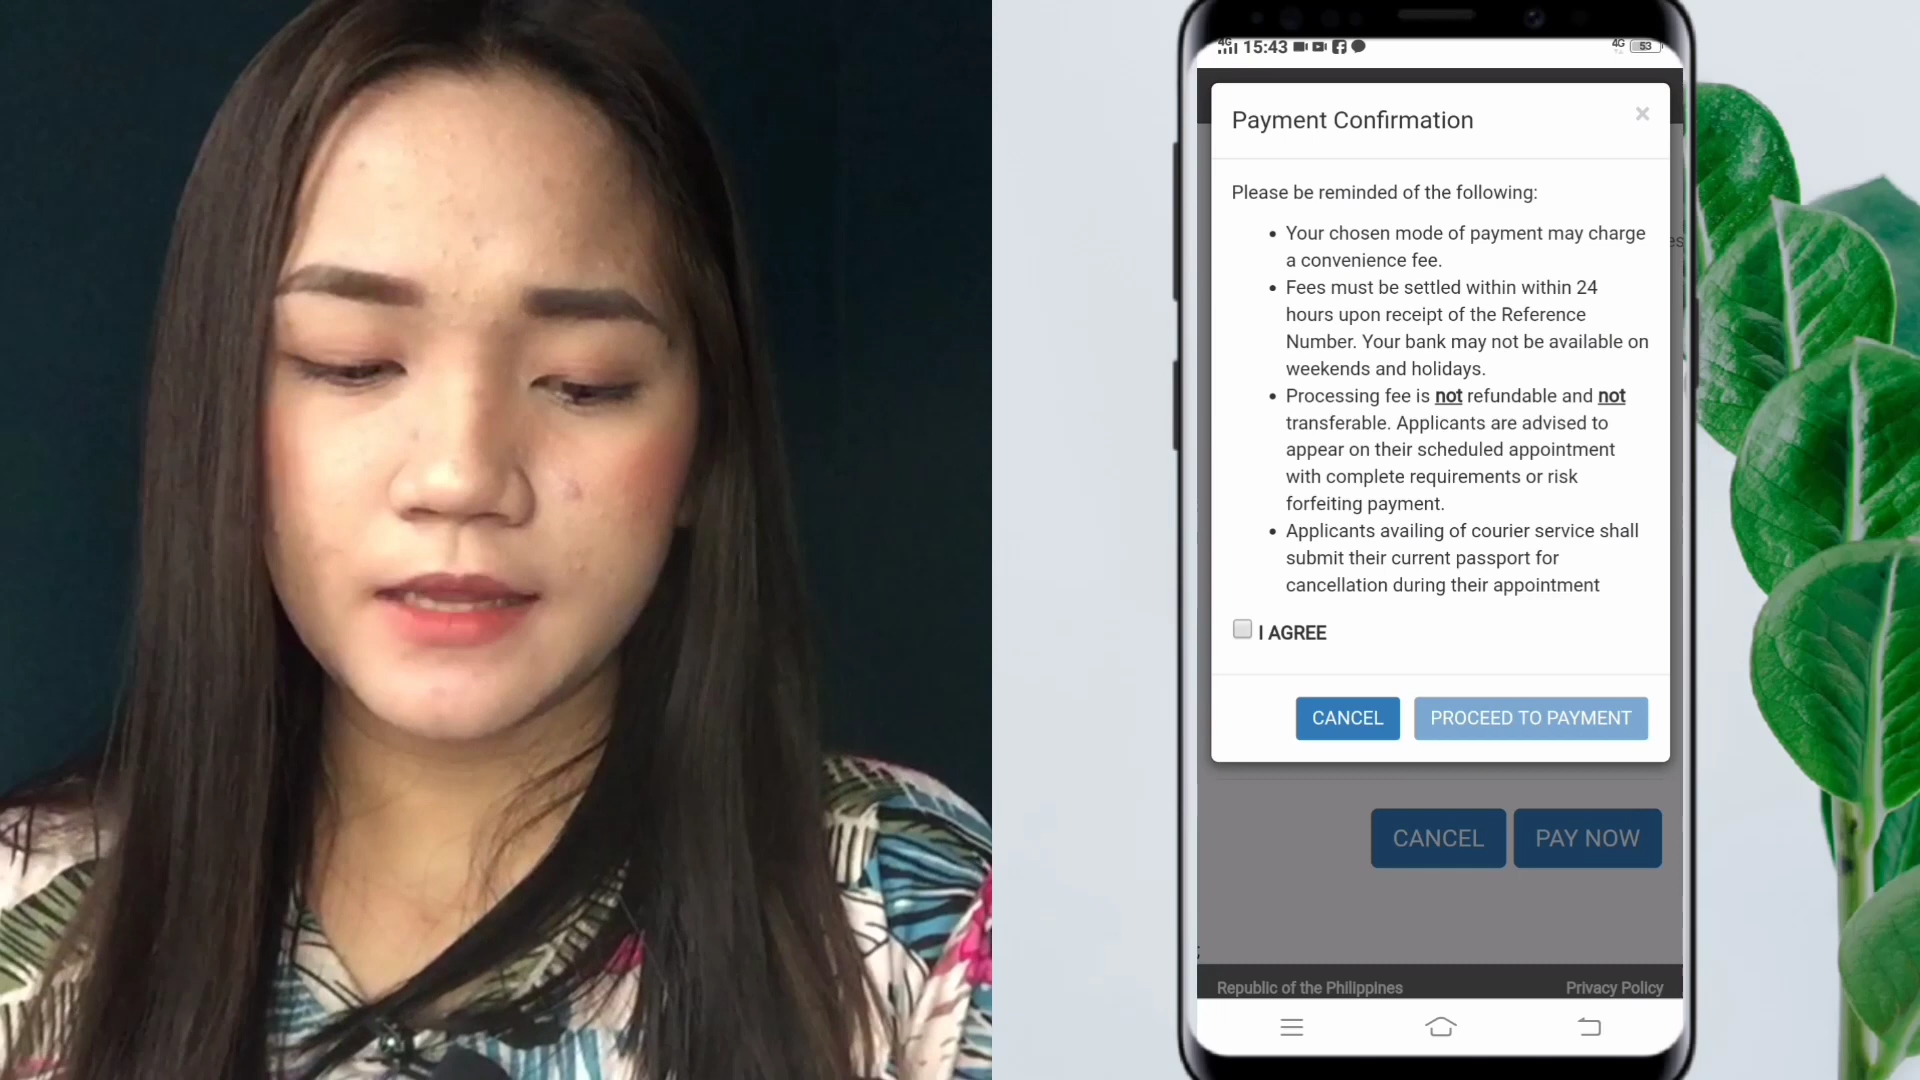 4G 15:43 4G 53
Payment Confirmation ×
Please be reminded of the following:
• Your chosen mode of payment may charge
a convenience fee.
• Fees must be settled within within 24
hours upon receipt of the Reference
Number. Your bank may not be available on
weekends and holidays.
• Processing fee is not refundable and not
transferable. Applicants are advised to
appear on their scheduled appointment
with complete requirements or risk
forfeiting payment.
• Applicants availing of courier service shall
submit their current passport for
cancellation during their appointment
I AGREE
CANCEL PROCEED TO PAYMENT
CANCEL PAY NOW
Republic of the Philippines Privacy Policy